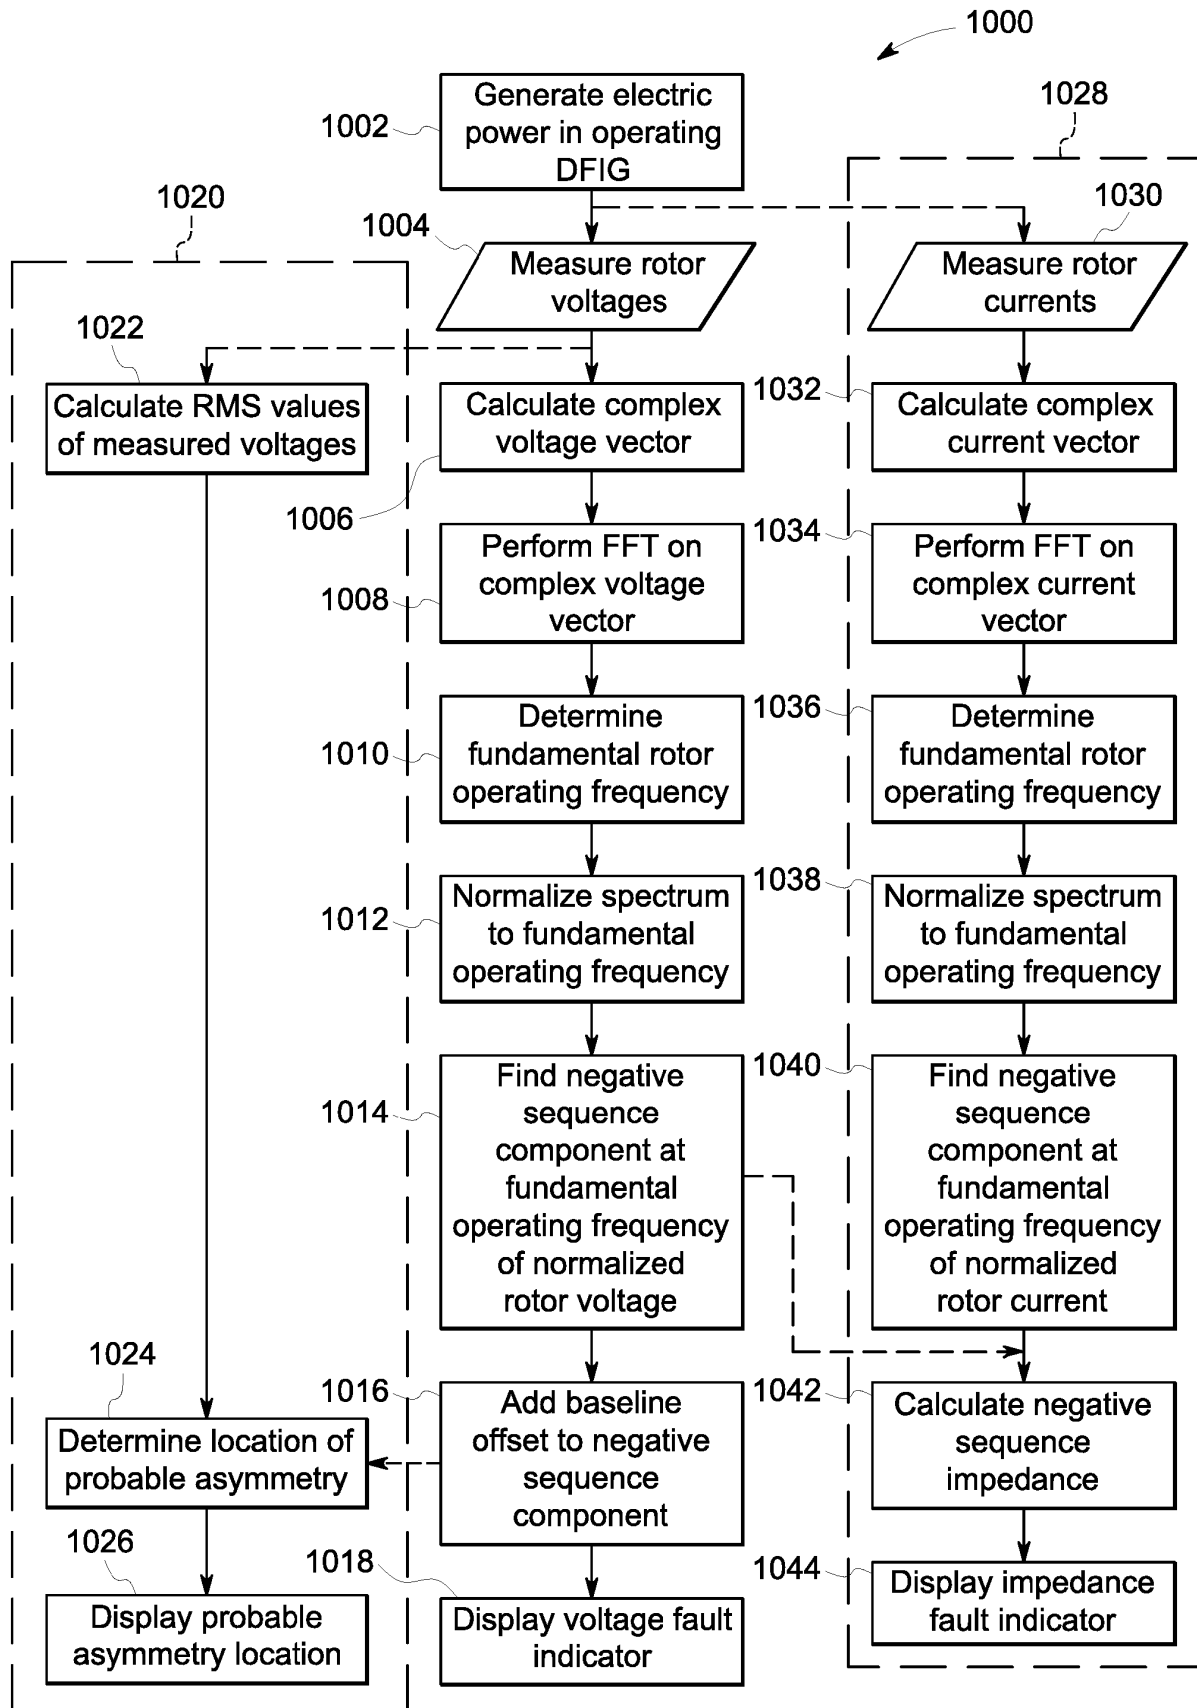 1000
Generate electric
power in operating
DFIG
1002
1028
1020
1004
Measure rotor
voltages
1030
Measure rotor
currents
1022
Calculate RMS values
of measured voltages
Calculate complex
voltage vector
1006
1032
Calculate complex
current vector
Perform FFT on
complex voltage
vector
1008
1034
Perform FFT on
complex current
vector
Determine
fundamental rotor
operating frequency
1010
1036
Determine
fundamental rotor
operating frequency
1012
Normalize spectrum
to fundamental
operating frequency
1038
Normalize spectrum
to fundamental
operating frequency
1014
Find negative
sequence
component at
fundamental
operating frequency
of normalized
rotor voltage
1040
Find negative
sequence
component at
fundamental
operating frequency
of normalized
rotor current
1024
Determine location of
probable asymmetry
1016
Add baseline
offset to negative
sequence
component
1042
Calculate negative
sequence
impedance
1026
Display probable
asymmetry location
1018
Display voltage fault
indicator
1044
Display impedance
fault indicator